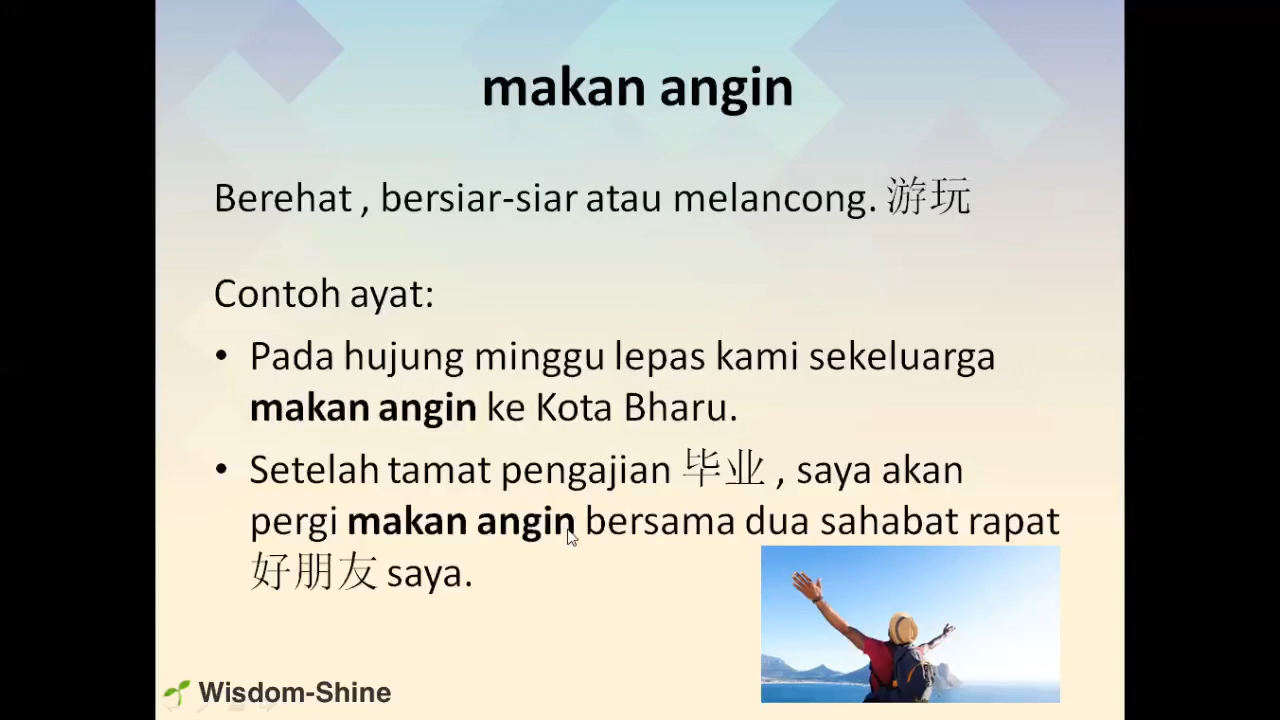 makan angin
Berehat , bersiar-siar atau melancong. 游玩
Contoh ayat:
• Pada hujung minggu lepas kami sekeluarga
makan angin ke Kota Bharu.
• Setelah tamat pengajian 毕业 , saya akan
pergi makan angin bersama dua sahabat rapat
好朋友 saya.
Wisdom-Shine